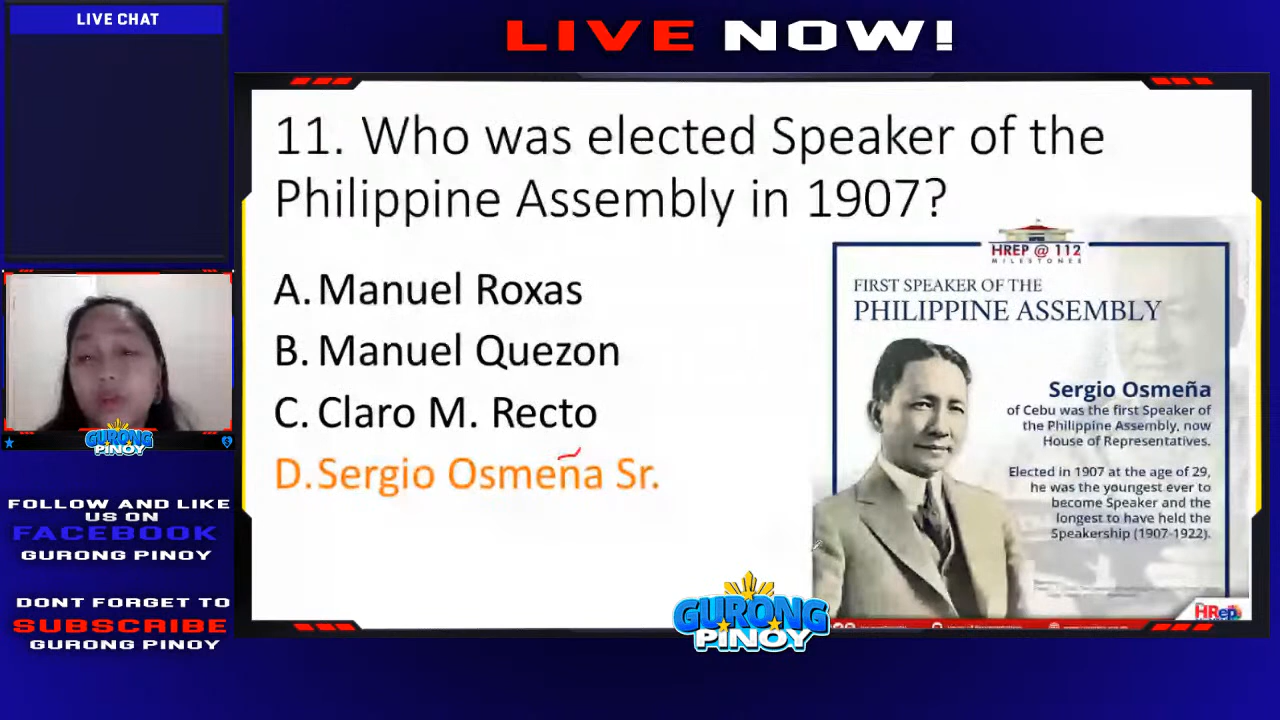 LIVE CHAT
LIVE NOW!
11. Who was elected Speaker of the
Philippine Assembly in 1907?
A. Manuel Roxas
B. Manuel Quezon
C. Claro M. Recto
D. Sergio Osmeña Sr.
HREP @ 112
MILESTONES
FIRST SPEAKER OF THE
PHILIPPINE ASSEMBLY
Sergio Osmeña
of Cebu was the first Speaker of
the Philippine Assembly, now
House of Representatives.
Elected in 1907 at the age of 29,
he was the youngest ever to
become Speaker and the
longest to have held the
Speakership (1907-1922).
HRep
GURONG
PINOY
GURONG
PINOY
FOLLOW AND LIKE
US ON
FACEBOOK
GURONG PINOY
DONT FORGET TO
SUBSCRIBE
GURONG PINOY